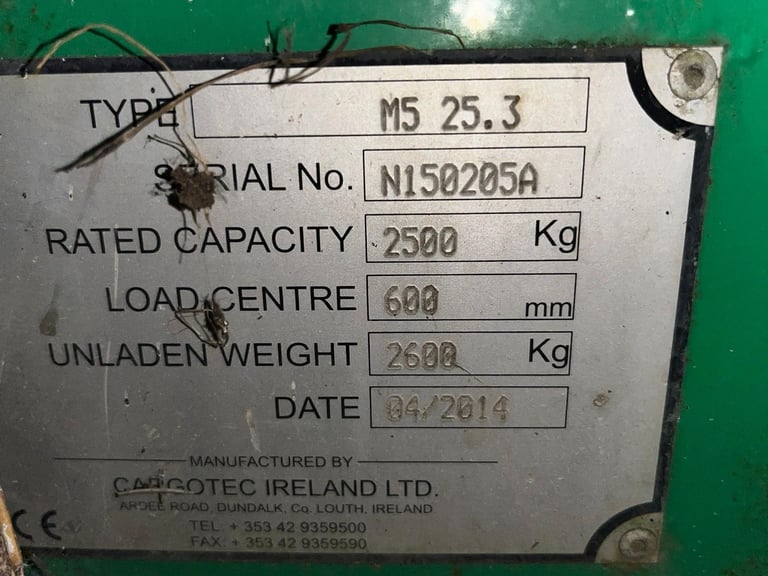 TYPE M5 25.3
SERIAL No. N150205A
RATED CAPACITY 2500 Kg
LOAD CENTRE 600 mm
UNLADEN WEIGHT 2600 Kg
DATE 04/2014
MANUFACTURED BY
CARGOTEC IRELAND LTD.
ARDEE ROAD, DUNDALK, Co. LOUTH, IRELAND
TEL: + 353 42 9359500
FAX: + 353 42 9359590
CE